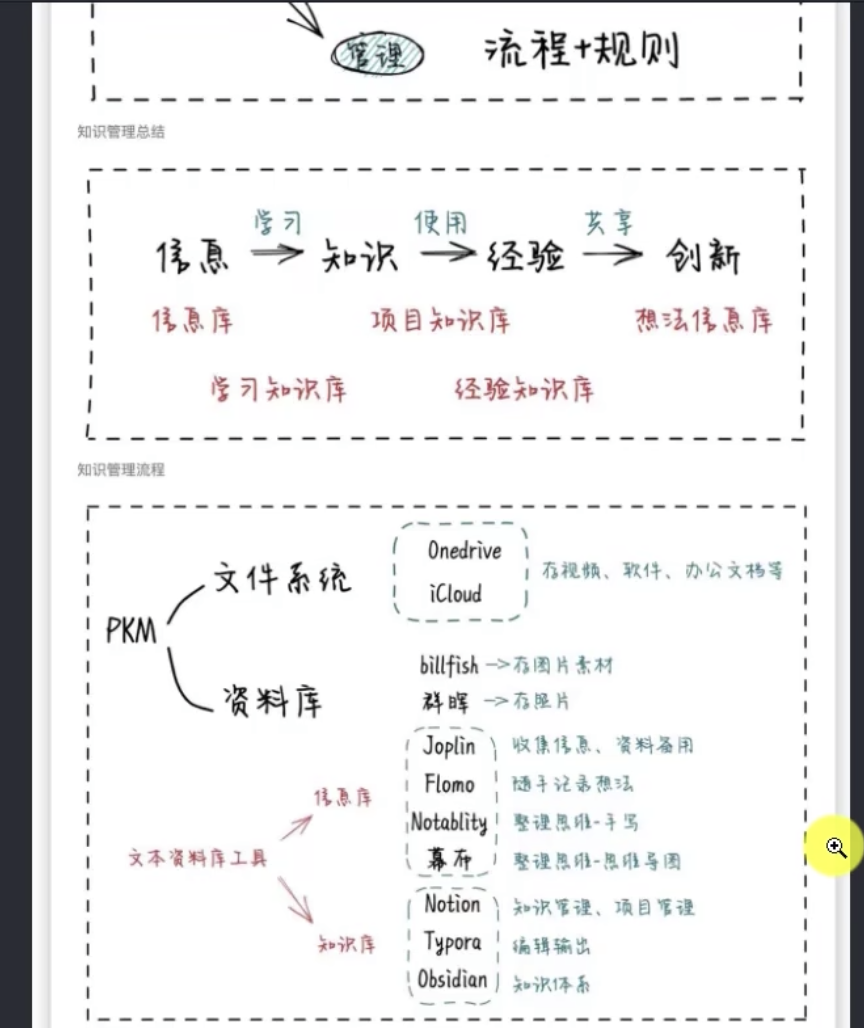 管理 流程+规则
知识管理总结
学习 使用 共享
信息 知识 经验 创新
信息库 项目知识库 想法信息库
学习知识库 经验知识库
知识管理流程
PKM
文件系统
Onedrive
iCloud
存视频、软件、办公文档等
资料库
billfish ->存图片素材
群晖 ->存照片
文本资料库工具
信息库
Joplin 收集信息、资料备用
Flomo 随手记录想法
Notablity 整理思维-手写
幕布 整理思维-思维导图
知识库
Notion 知识管理、项目管理
Typora 编辑输出
Obsidian 知识体系